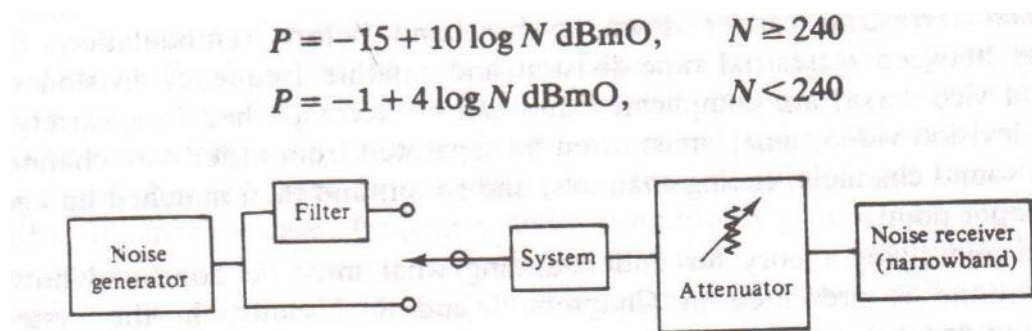 P = −15 + 10 log N dBmO, N ≥ 240
P = −1 + 4 log N dBmO, N < 240
Filter
Noise
generator
System
Attenuator
Noise receiver
(narrowband)